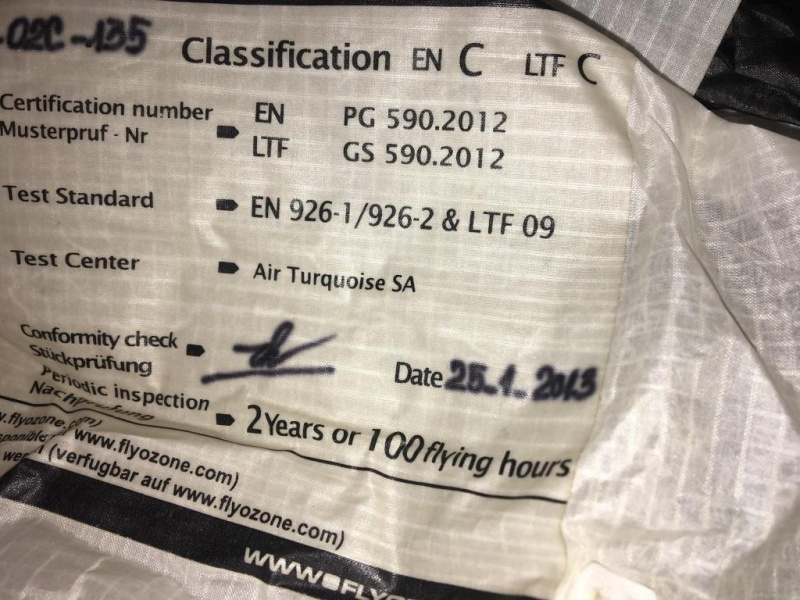 -02C-135
Classification EN C LTF C
Certification number EN PG 590.2012
Musterpruf - Nr LTF GS 590.2012
Test Standard EN 926-1/926-2 & LTF 09
Test Center Air Turquoise SA
Conformity check
Stückprüfung Date 25.1.2013
Periodic inspection 2 Years or 100 flying hours
www.flyozone.com)
(verfugbar auf www.flyozone.com)